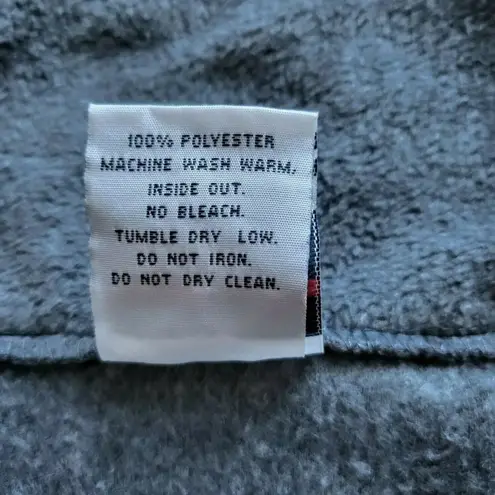 100% POLYESTER
MACHINE WASH WARM,
INSIDE OUT.
NO BLEACH.
TUMBLE DRY LOW.
DO NOT IRON.
DO NOT DRY CLEAN.